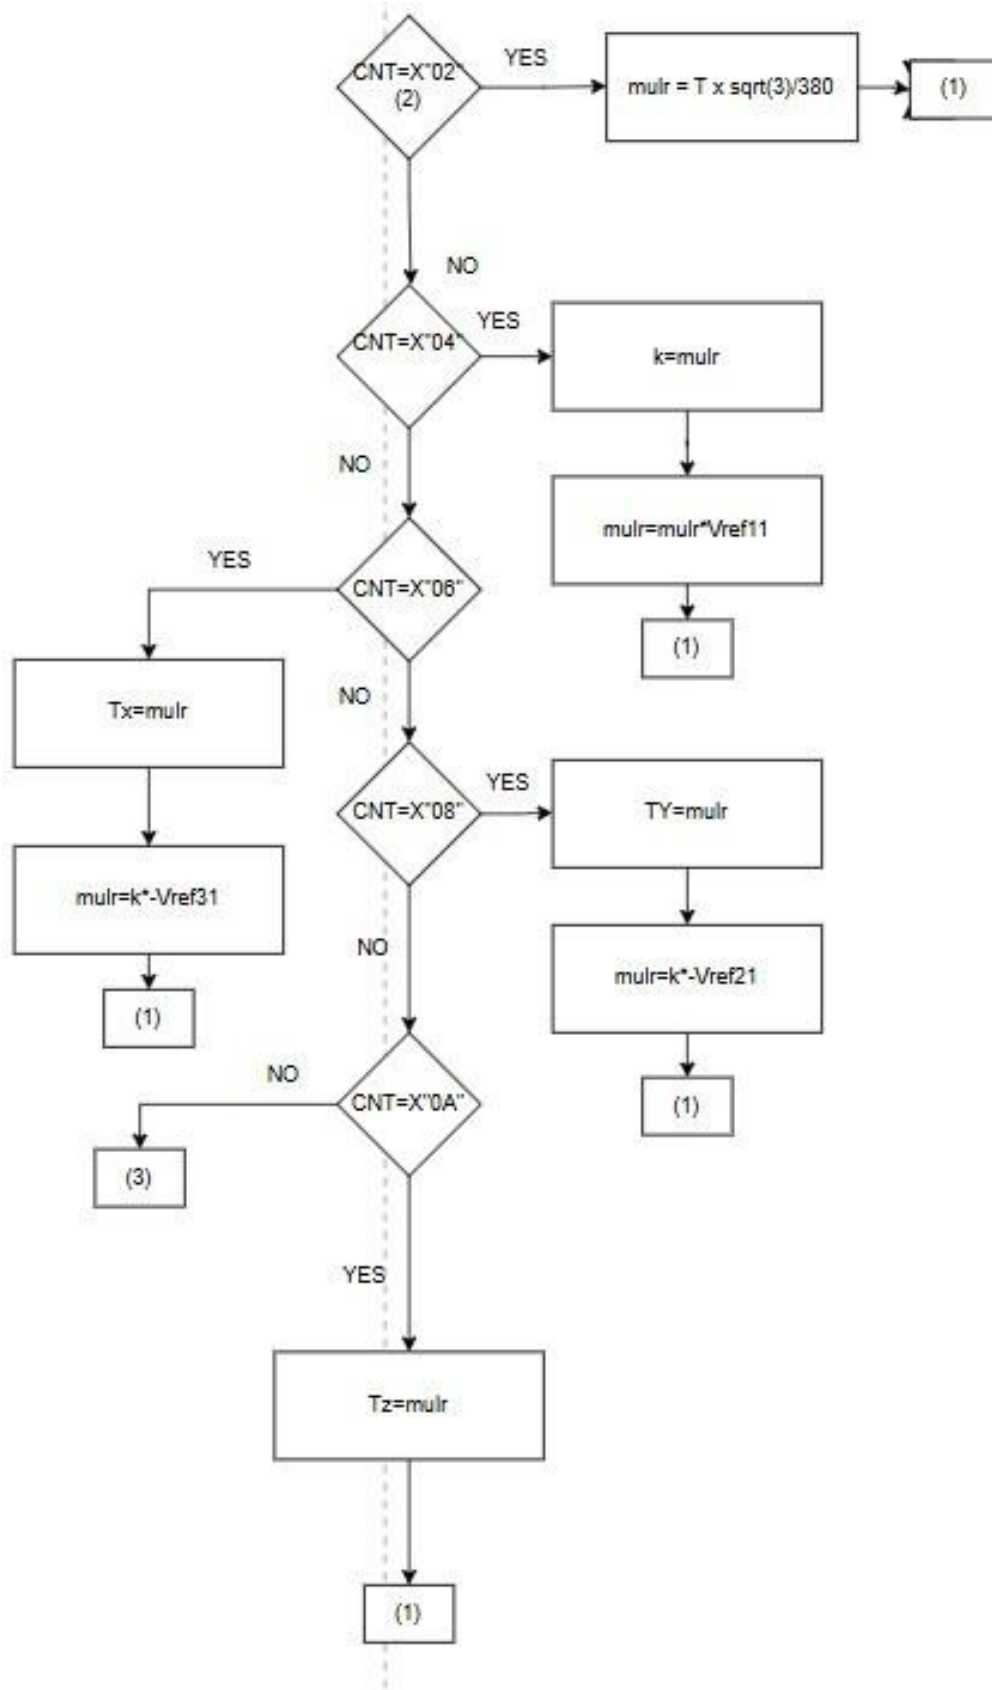 CNT=X"02"
(2)
YES
mulr = T x sqrt(3)/380
(1)
NO
CNT=X"04"
YES
k=mulr
NO
mulr=mulr*Vref11
(1)
CNT=X"06"
YES
Tx=mulr
NO
CNT=X"08"
YES
TY=mulr
mulr=k*-Vref31
(1)
NO
mulr=k*-Vref21
(1)
CNT=X"0A"
NO
(3)
YES
Tz=mulr
(1)